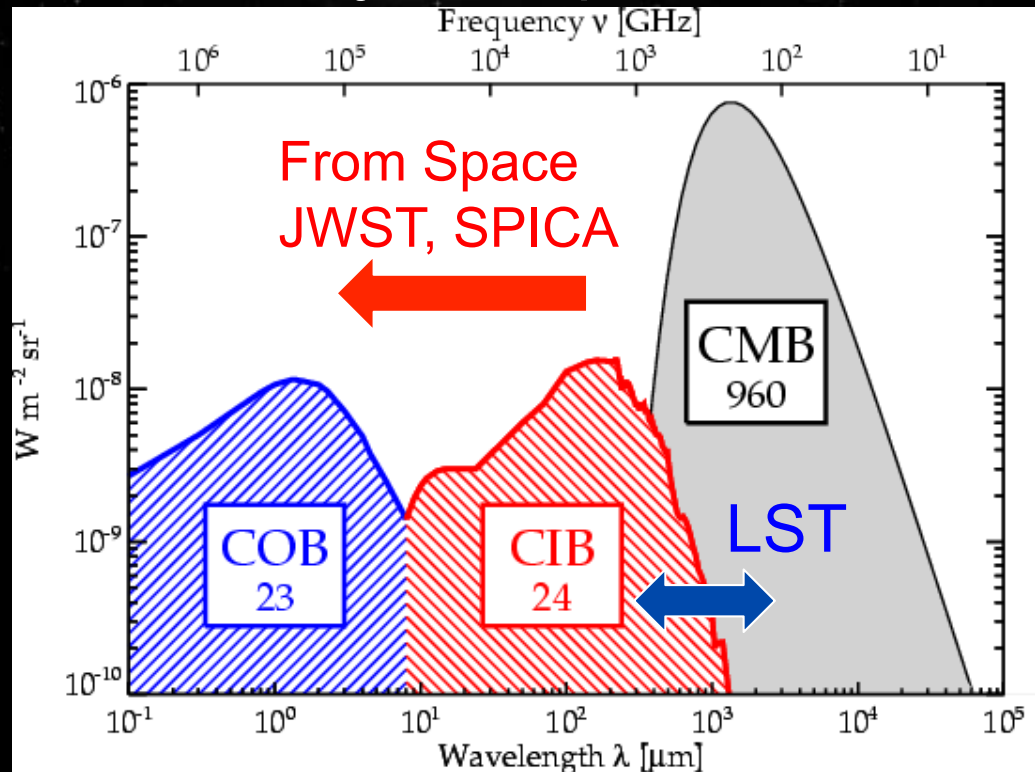 Frequency ν [GHz]
10⁶ 10⁵ 10⁴ 10³ 10² 10¹
10⁻⁶
From Space
JWST, SPICA
10⁻⁷
CMB
960
W m⁻² sr⁻¹
10⁻⁸
COB
23
CIB
24
LST
10⁻⁹
10⁻¹⁰
10⁻¹ 10⁰ 10¹ 10² 10³ 10⁴ 10⁵
Wavelength λ [μm]